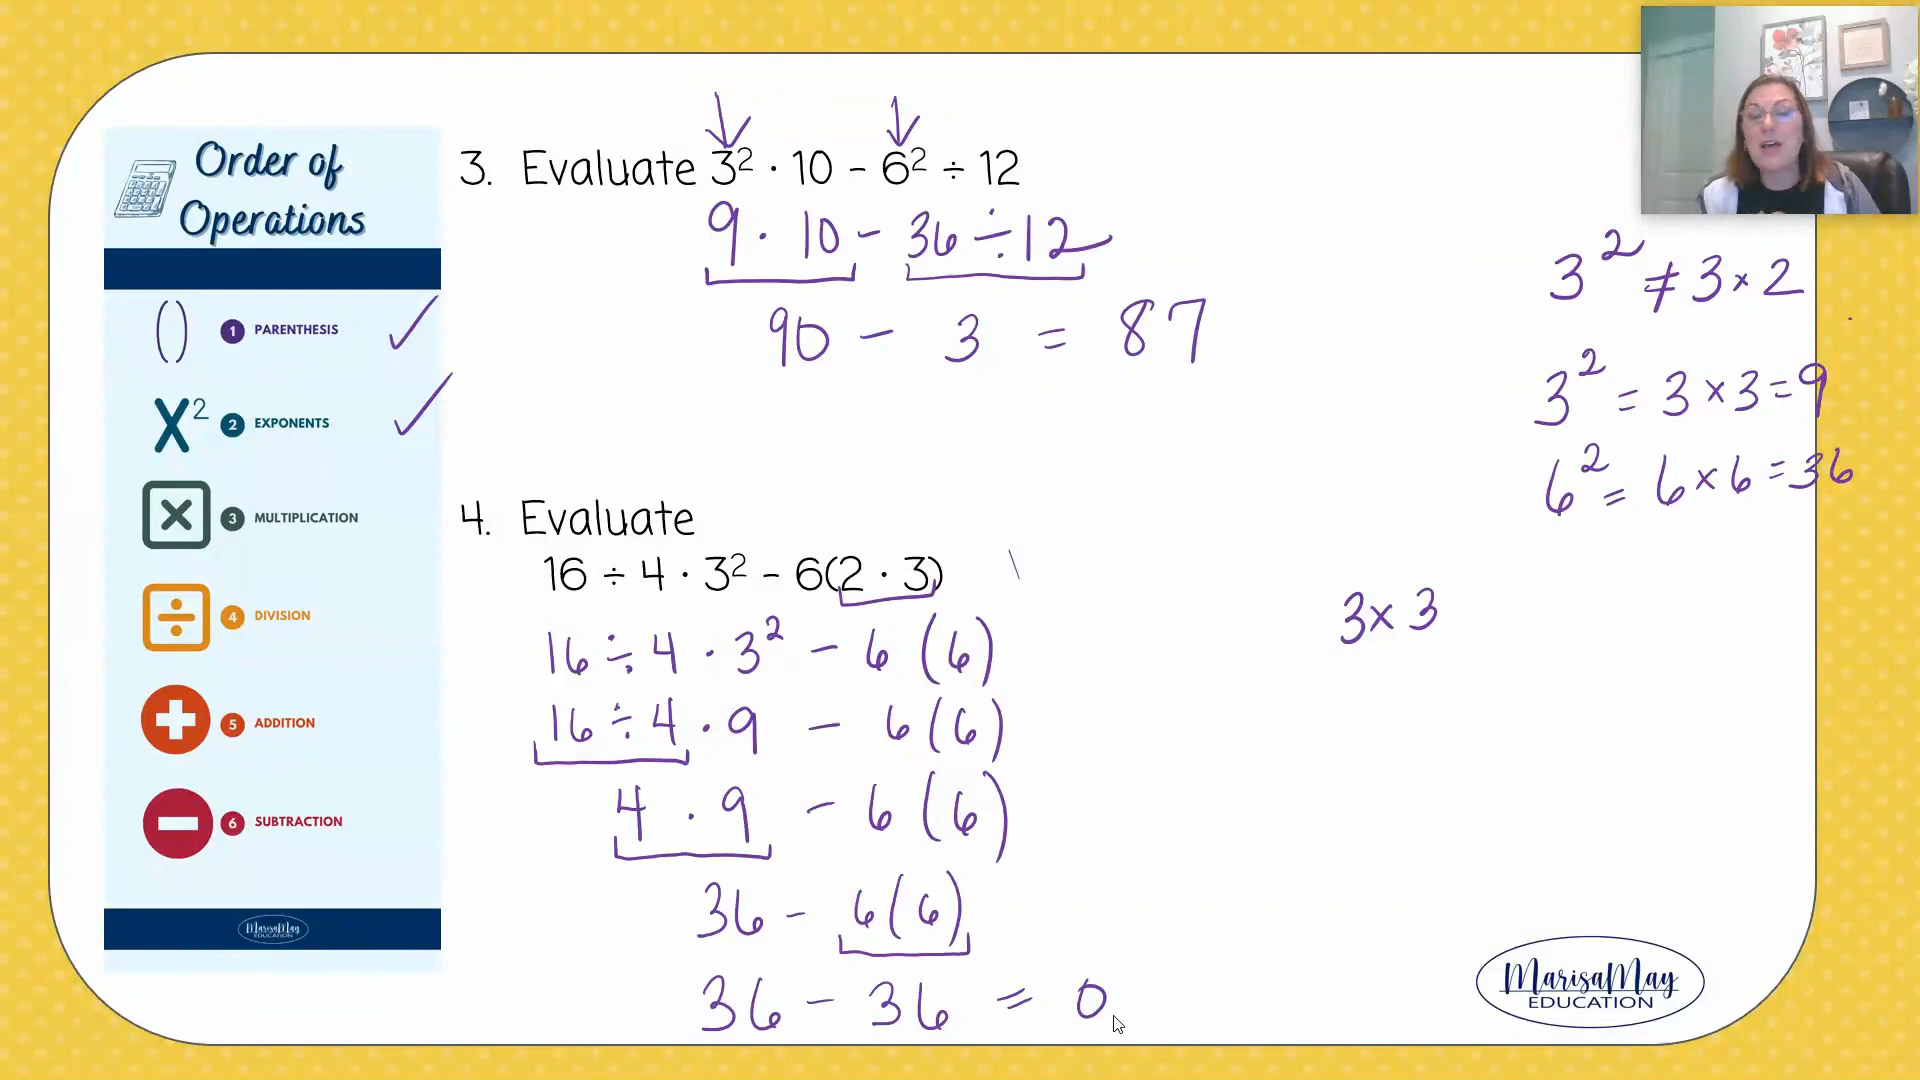 Order of
Operations
( ) 1 PARENTHESIS
X² 2 EXPONENTS
× 3 MULTIPLICATION
÷ 4 DIVISION
+ 5 ADDITION
− 6 SUBTRACTION
MarisaMay
EDUCATION
3. Evaluate 3² · 10 - 6² ÷ 12
9 · 10 - 36 ÷ 12
90 - 3 = 87
4. Evaluate
16 ÷ 4 · 3² - 6(2 · 3)
16 ÷ 4 · 3² - 6 (6)
16 ÷ 4 · 9 - 6 (6)
4 · 9 - 6 (6)
36 - 6 (6)
36 - 36 = 0
3² ≠ 3 × 2
3² = 3 × 3 = 9
6² = 6 × 6 = 36
3 × 3
MarisaMay
EDUCATION